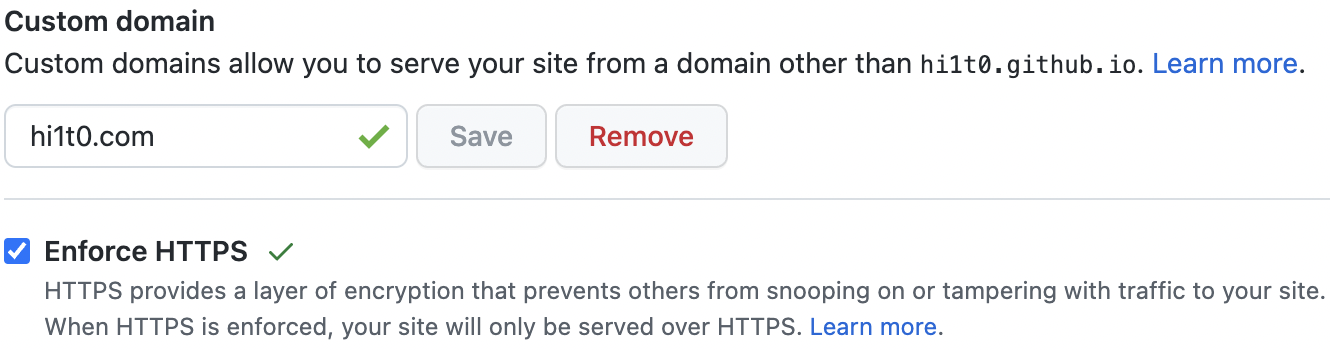 Custom domain
Custom domains allow you to serve your site from a domain other than hi1t0.github.io. Learn more.
hi1t0.com Save Remove
Enforce HTTPS
HTTPS provides a layer of encryption that prevents others from snooping on or tampering with traffic to your site.
When HTTPS is enforced, your site will only be served over HTTPS. Learn more.